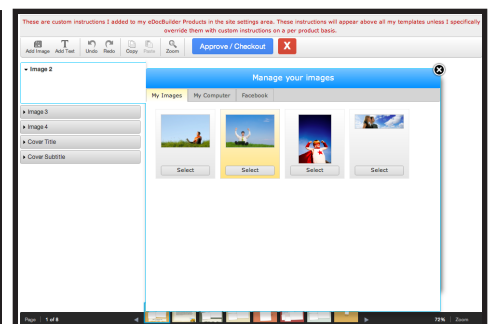 These are custom instructions I added to my eDocBuilder Products in the site settings area. These instructions will appear above all my templates unless I specifically
override them with custom instructions on a per product basis.
Add Image Add Text Undo Redo Copy Paste Zoom Approve / Checkout X
Image 2
Manage your images
My Images My Computer Facebook
Image 3
Image 4
Cover Title
Cover Subtitle
Select Select Select Select
Page 1 of 8 72% Zoom